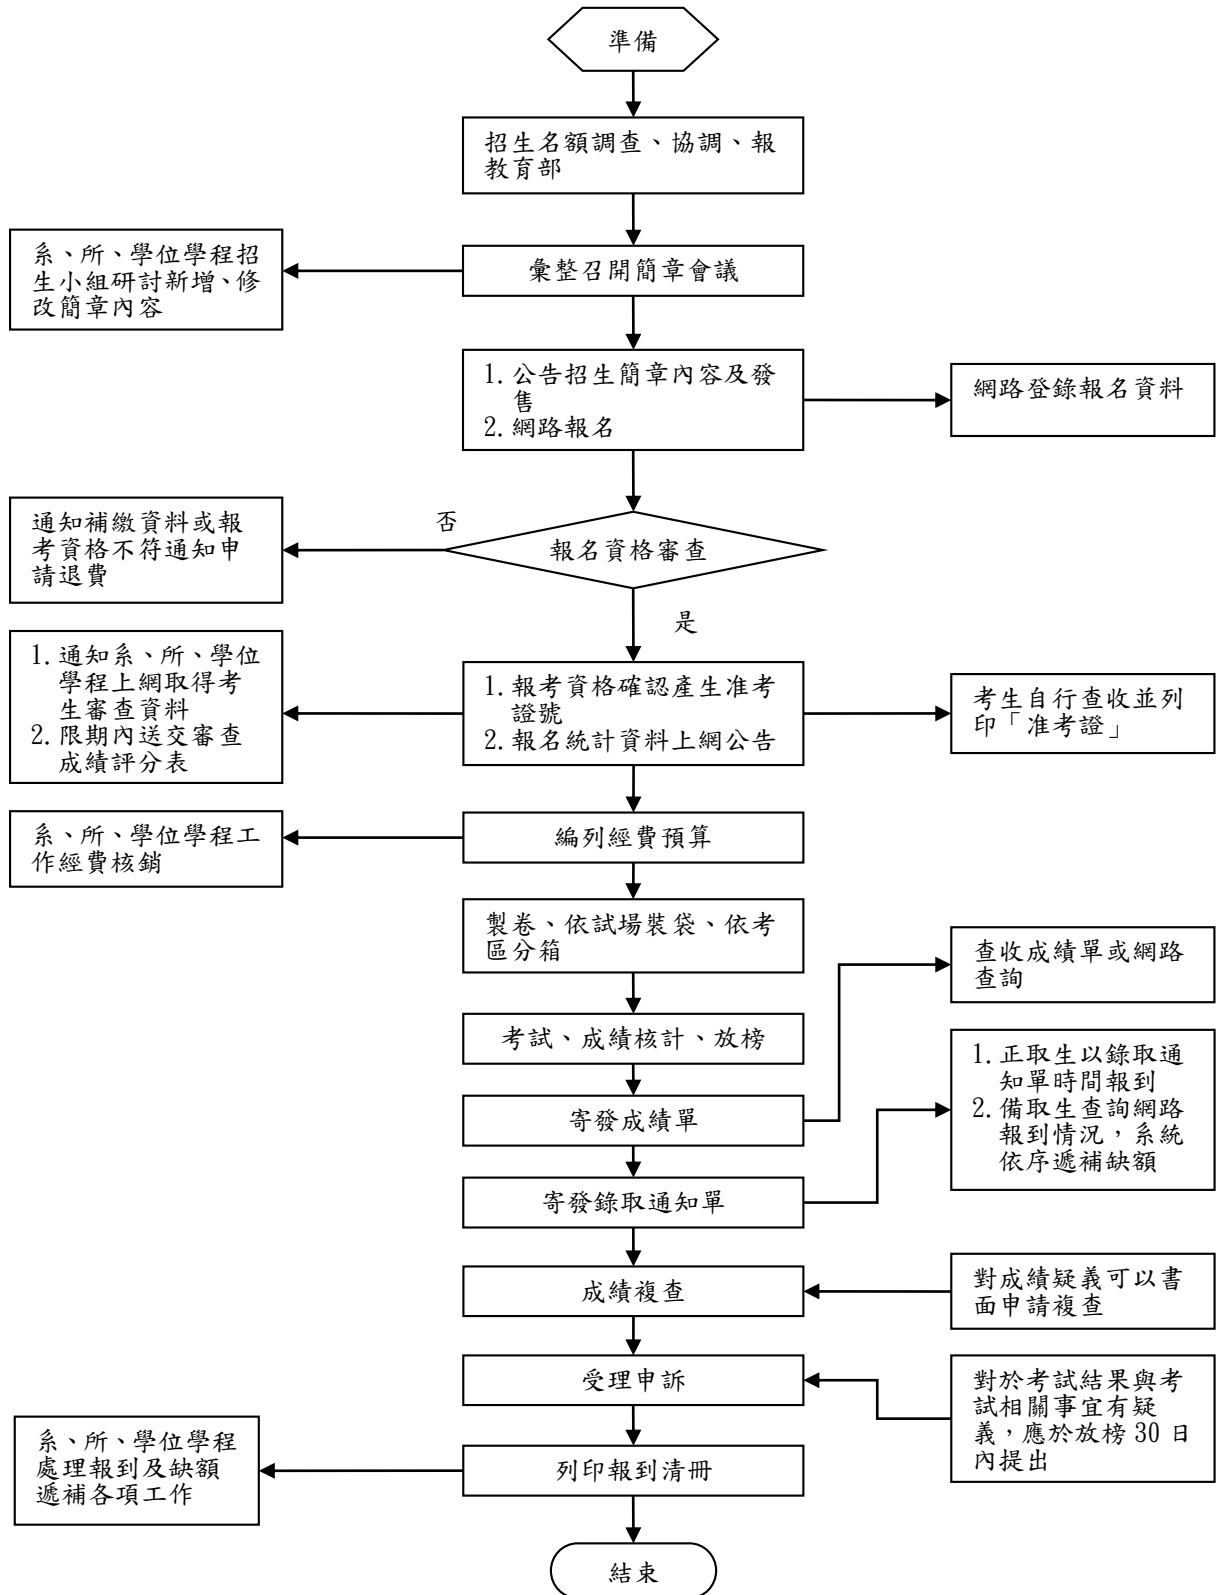 準備
招生名額調查、協調、報
教育部
系、所、學位學程招
生小組研討新增、修
改簡章內容
彙整召開簡章會議
1.公告招生簡章內容及發
售
2.網路報名
網路登錄報名資料
通知補繳資料或報
考資格不符通知申
請退費
否
報名資格審查
是
1.通知系、所、學位
學程上網取得考
生審查資料
2.限期內送交審查
成績評分表
1.報考資格確認產生准考
證號
2.報名統計資料上網公告
考生自行查收並列
印「准考證」
系、所、學位學程工
作經費核銷
編列經費預算
製卷、依試場裝袋、依考
區分箱
查收成績單或網路
查詢
考試、成績核計、放榜
1.正取生以錄取通
知單時間報到
2.備取生查詢網路
報到情況，系統
依序遞補缺額
寄發成績單
寄發錄取通知單
成績複查
對成績疑義可以書
面申請複查
受理申訴
對於考試結果與考
試相關事宜有疑
義，應於放榜 30 日
內提出
系、所、學位學程
處理報到及缺額
遞補各項工作
列印報到清冊
結束